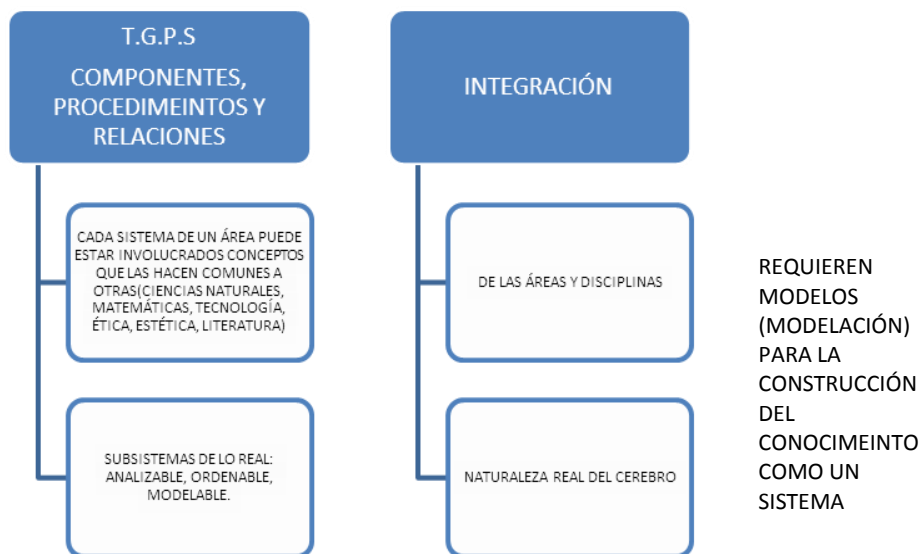 T.G.P.S
COMPONENTES,
PROCEDIMEINTOS Y
RELACIONES
CADA SISTEMA DE UN ÁREA PUEDE
ESTAR INVOLUCRADOS CONCEPTOS
QUE LAS HACEN COMUNES A
OTRAS(CIENCIAS NATURALES,
MATEMÁTICAS, TECNOLOGÍA,
ÉTICA, ESTÉTICA, LITERATURA)
SUBSISTEMAS DE LO REAL:
ANALIZABLE, ORDENABLE,
MODELABLE.
INTEGRACIÓN
DE LAS ÁREAS Y DISCIPLINAS
NATURALEZA REAL DEL CEREBRO
REQUIEREN
MODELOS
(MODELACIÓN)
PARA LA
CONSTRUCCIÓN
DEL
CONOCIMEINTO
COMO UN
SISTEMA